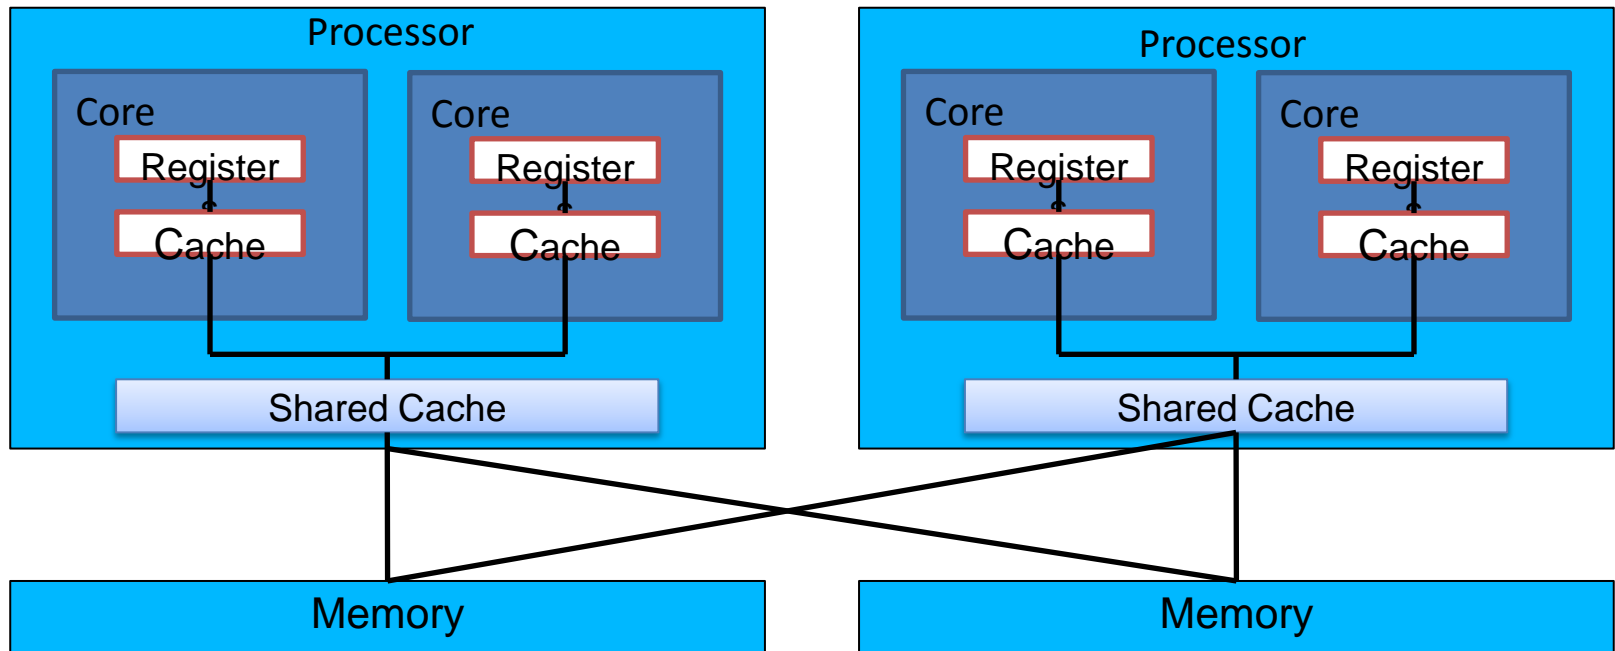 Processor
Core
Register
Cache
Core
Register
Cache
Shared Cache
Memory
Processor
Core
Register
Cache
Core
Register
Cache
Shared Cache
Memory